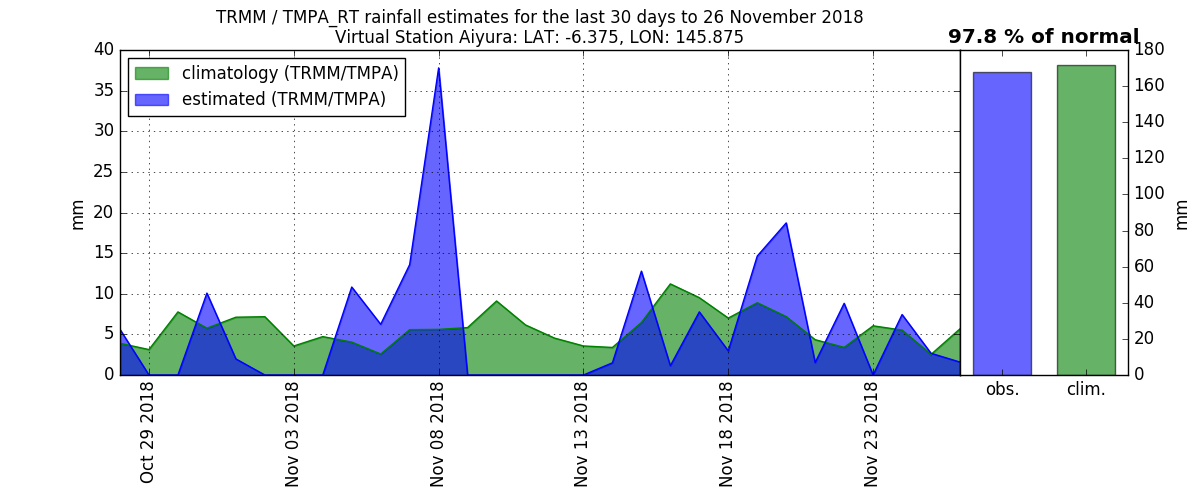 TRMM / TMPA_RT rainfall estimates for the last 30 days to 26 November 2018
Virtual Station Aiyura: LAT: -6.375, LON: 145.875
97.8 % of normal
climatology (TRMM/TMPA)
estimated (TRMM/TMPA)
mm
40
35
30
25
20
15
10
5
0
Oct 29 2018
Nov 03 2018
Nov 08 2018
Nov 13 2018
Nov 18 2018
Nov 23 2018
obs.
clim.
180
160
140
120
100
80
60
40
20
0
mm